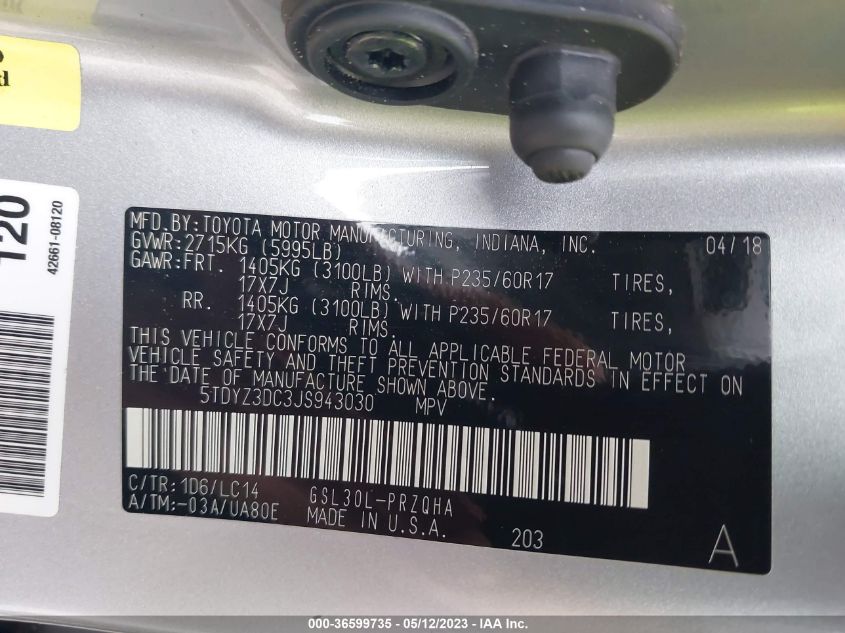 d
120
42661-08120
MFD.BY:TOYOTA MOTOR MANUFACTURING, INDIANA, INC. 04/18
GVWR:2715KG (5995LB)
GAWR:FRT. 1405KG (3100LB) WITH P235/60R17 TIRES,
17X7J RIMS.
RR. 1405KG (3100LB) WITH P235/60R17 TIRES,
17X7J RIMS.
THIS VEHICLE CONFORMS TO ALL APPLICABLE FEDERAL MOTOR
VEHICLE SAFETY AND THEFT PREVENTION STANDARDS IN EFFECT ON
THE DATE OF MANUFACTURE SHOWN ABOVE.
5TDYZ3DC3JS943030 MPV
C/TR:1D6/LC14 GSL30L-PRZQHA
A/TM:-03A/UA80E MADE IN U.S.A.
203 A
000-36599735 - 05/12/2023 - IAA Inc.